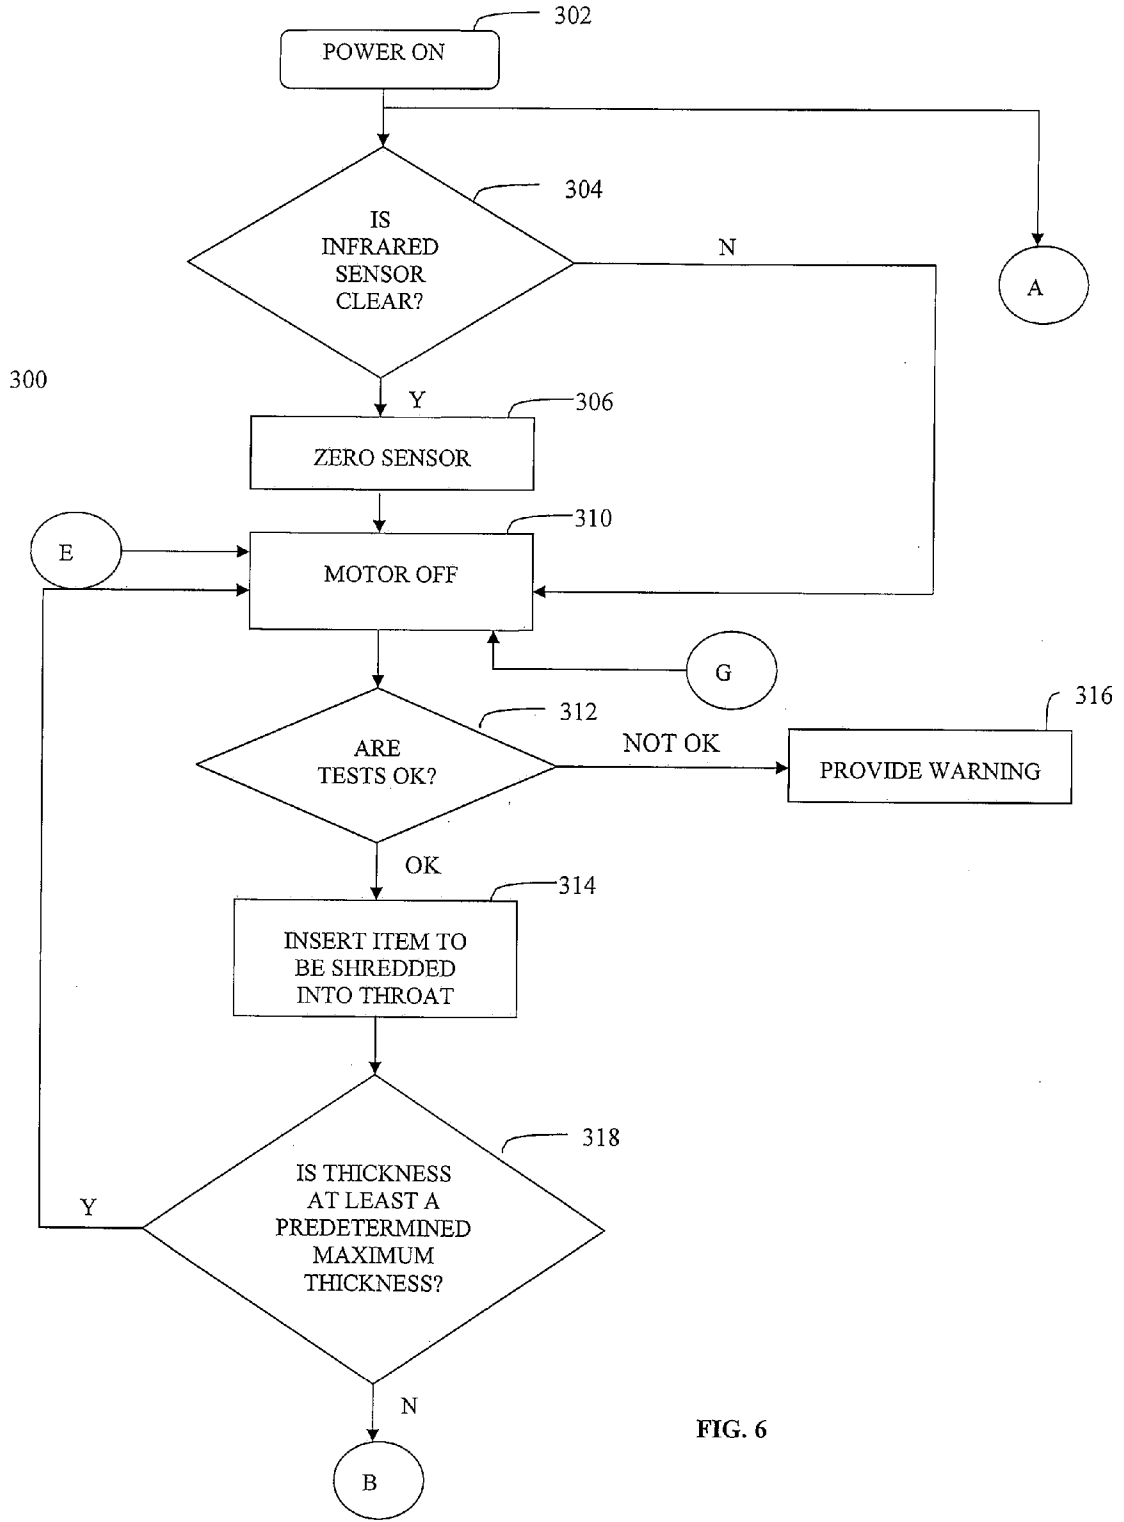 302
POWER ON
304
IS
INFRARED
SENSOR
CLEAR?
N
A
300
Y
306
ZERO SENSOR
310
E
MOTOR OFF
G
312
316
ARE
TESTS OK?
NOT OK
PROVIDE WARNING
OK
314
INSERT ITEM TO
BE SHREDDED
INTO THROAT
318
IS THICKNESS
AT LEAST A
PREDETERMINED
MAXIMUM
THICKNESS?
Y
N
FIG. 6
B